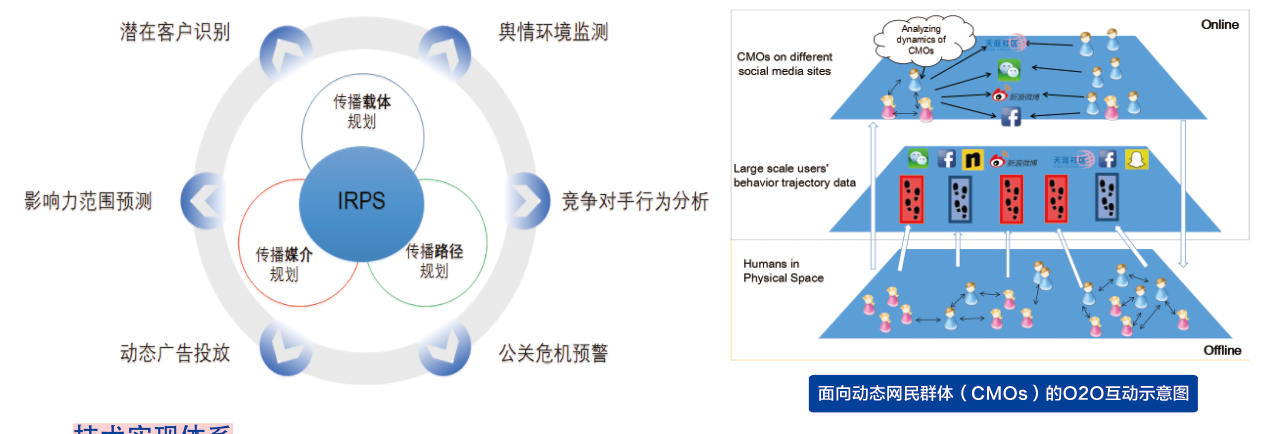 潜在客户识别
舆情环境监测
传播载体
规划
影响力范围预测
IRPS
竞争对手行为分析
传播媒介
规划
传播路径
规划
动态广告投放
公关危机预警
技术实现体系
Online
Analyzing
dynamics of
CMOs
CMOs on different
social media sites
天涯社区
新浪微博
f
Large scale users'
behavior trajectory data
f
n
新浪微博
天涯社区
f
Humans in
Physical Space
Offline
面向动态网民群体（CMOs）的O2O互动示意图